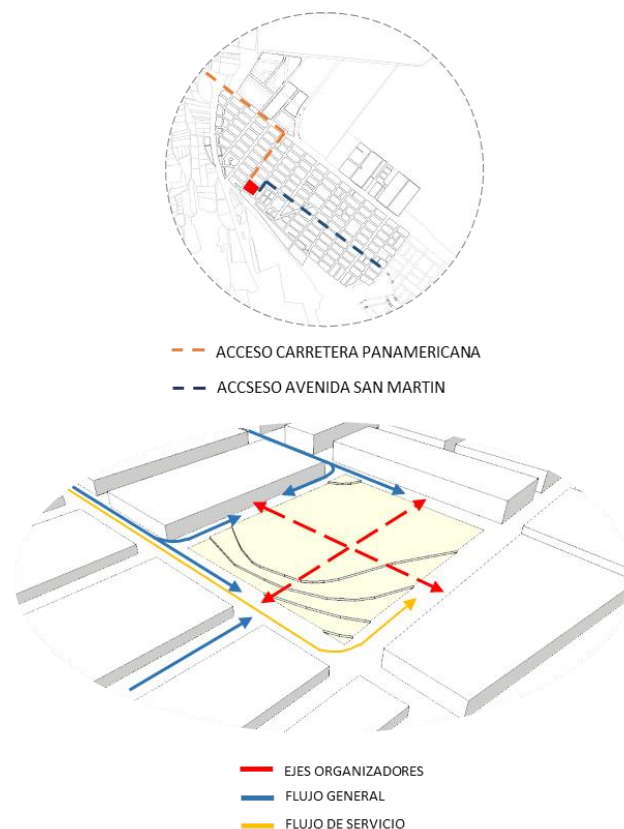 ACCESO CARRETERA PANAMERICANA
ACCSESO AVENIDA SAN MARTIN
EJES ORGANIZADORES
FLUJO GENERAL
FLUJO DE SERVICIO